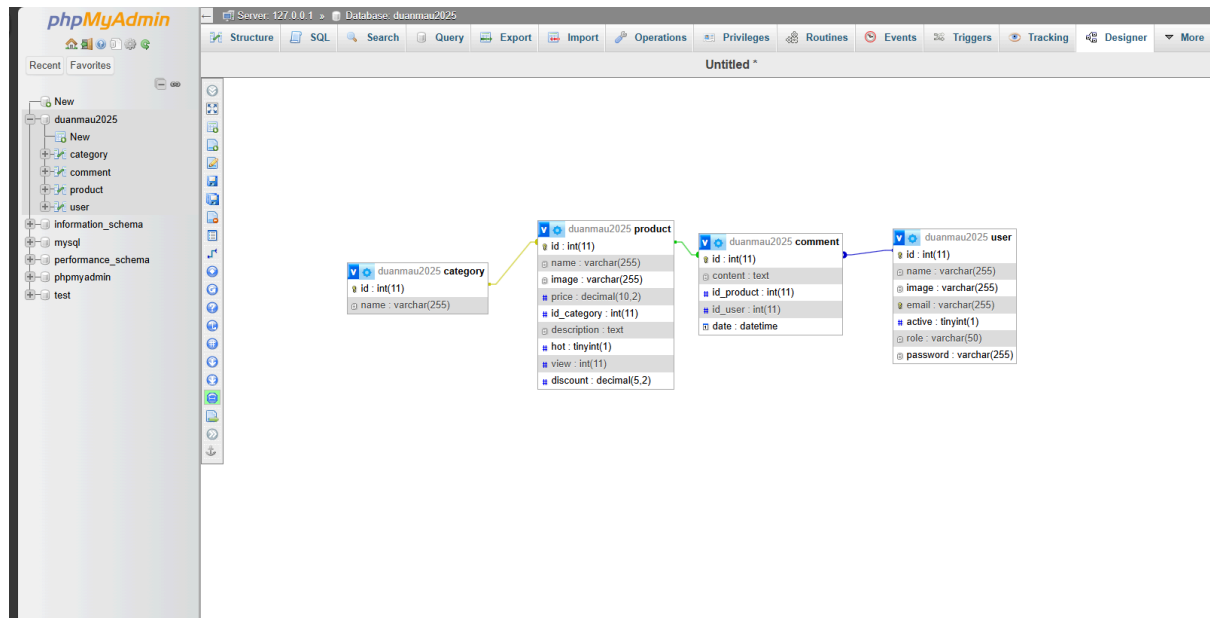 phpMyAdmin
Recent Favorites
New
duanmau2025
New
category
comment
product
user
information_schema
mysql
performance_schema
phpmyadmin
test
Server: 127.0.0.1 » Database: duanmau2025
Structure SQL Search Query Export Import Operations Privileges Routines Events Triggers Tracking Designer More
Untitled *
duanmau2025 category
id : int(11)
name : varchar(255)
duanmau2025 product
id : int(11)
name : varchar(255)
image : varchar(255)
price : decimal(10,2)
id_category : int(11)
description : text
hot : tinyint(1)
view : int(11)
discount : decimal(5,2)
duanmau2025 comment
id : int(11)
content : text
id_product : int(11)
id_user : int(11)
date : datetime
duanmau2025 user
id : int(11)
name : varchar(255)
image : varchar(255)
email : varchar(255)
active : tinyint(1)
role : varchar(50)
password : varchar(255)